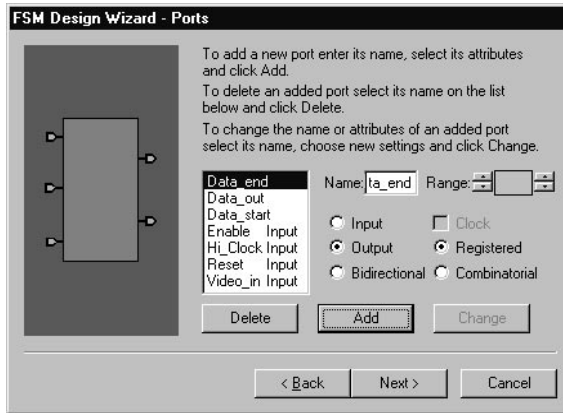 FSM Design Wizard - Ports
To add a new port enter its name, select its attributes
and click Add.
To delete an added port select its name on the list
below and click Delete.
To change the name or attributes of an added port
select its name, choose new settings and click Change.
Data_end
Data_out
Data_start
Enable Input
Hi_Clock Input
Reset Input
Video_in Input
Name: ta_end Range:
Input Clock
Output Registered
Bidirectional Combinatorial
Delete Add Change
< Back Next > Cancel